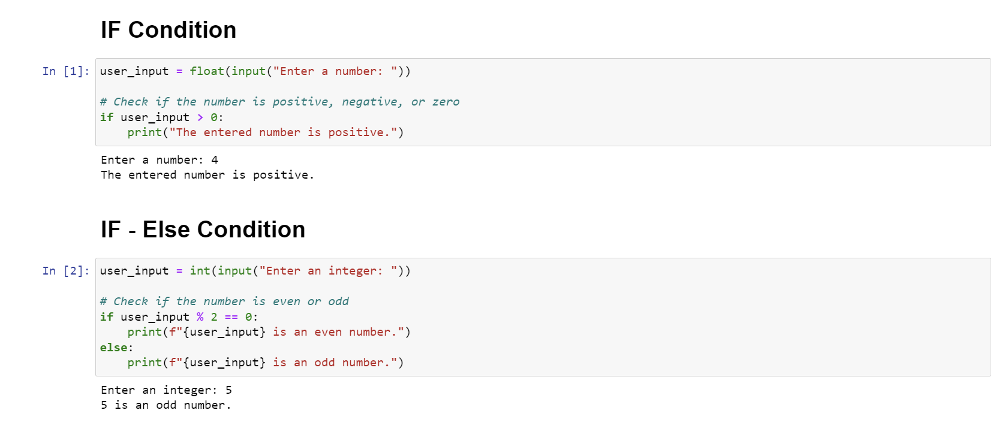 IF Condition
In [1]: user_input = float(input("Enter a number: "))
# Check if the number is positive, negative, or zero
if user_input > 0:
    print("The entered number is positive.")
Enter a number: 4
The entered number is positive.
IF - Else Condition
In [2]: user_input = int(input("Enter an integer: "))
# Check if the number is even or odd
if user_input % 2 == 0:
    print(f"{user_input} is an even number.")
else:
    print(f"{user_input} is an odd number.")
Enter an integer: 5
5 is an odd number.